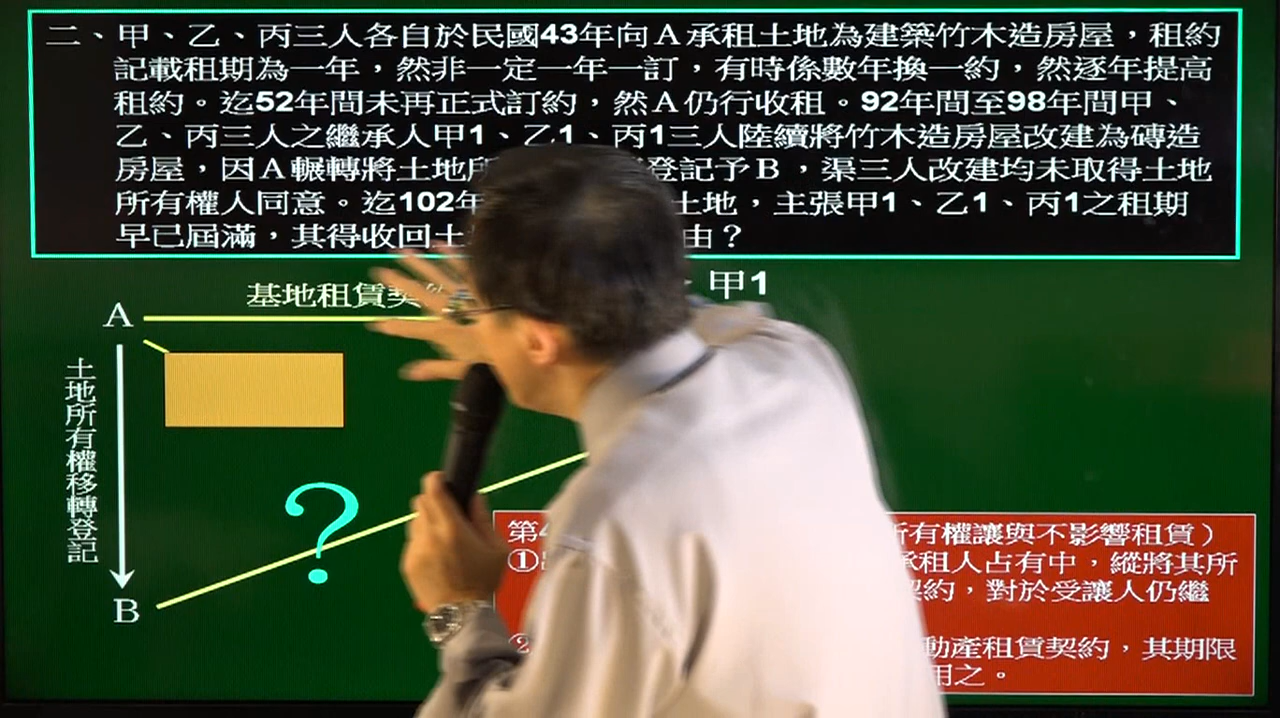 二、甲、乙、丙三人各自於民國43年向A承租土地為建築竹木造房屋，租約
記載租期為一年，然非一定一年一訂，有時係數年換一約，然逐年提高
租約。迄52年間未再正式訂約，然A仍行收租。92年間至98年間甲、
乙、丙三人之繼承人甲1、乙1、丙1三人陸續將竹木造房屋改建為磚造
房屋，因A輾轉將土地所 登記予B，渠三人改建均未取得土地
所有權人同意。迄102年 土地，主張甲1、乙1、丙1之租期
早已屆滿，其得收回土 由？
甲1
基地租賃契
A
土地所有權移轉登記
?
B
第4 所有權讓與不影響租賃）
① 承租人占有中，縱將其所
契約，對於受讓人仍繼
② 動產租賃契約，其期限
用之。